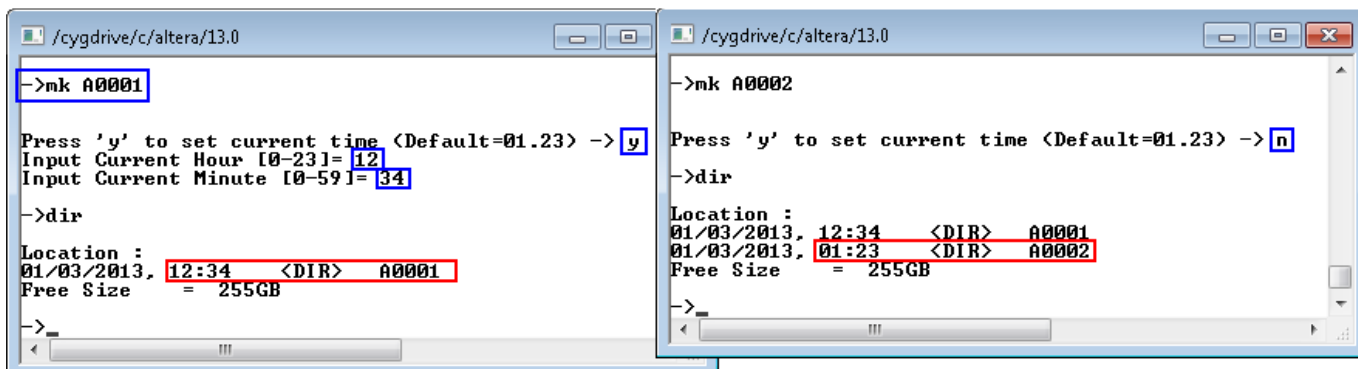 /cygdrive/c/altera/13.0
->mk A0001
Press 'y' to set current time (Default=01.23) -> y
Input Current Hour [0-23]= 12
Input Current Minute [0-59]= 34
->dir
Location :
01/03/2013, 12:34 <DIR> A0001
Free Size = 255GB
->_
/cygdrive/c/altera/13.0
->mk A0002
Press 'y' to set current time (Default=01.23) -> n
->dir
Location :
01/03/2013, 12:34 <DIR> A0001
01/03/2013, 01:23 <DIR> A0002
Free Size = 255GB
->_